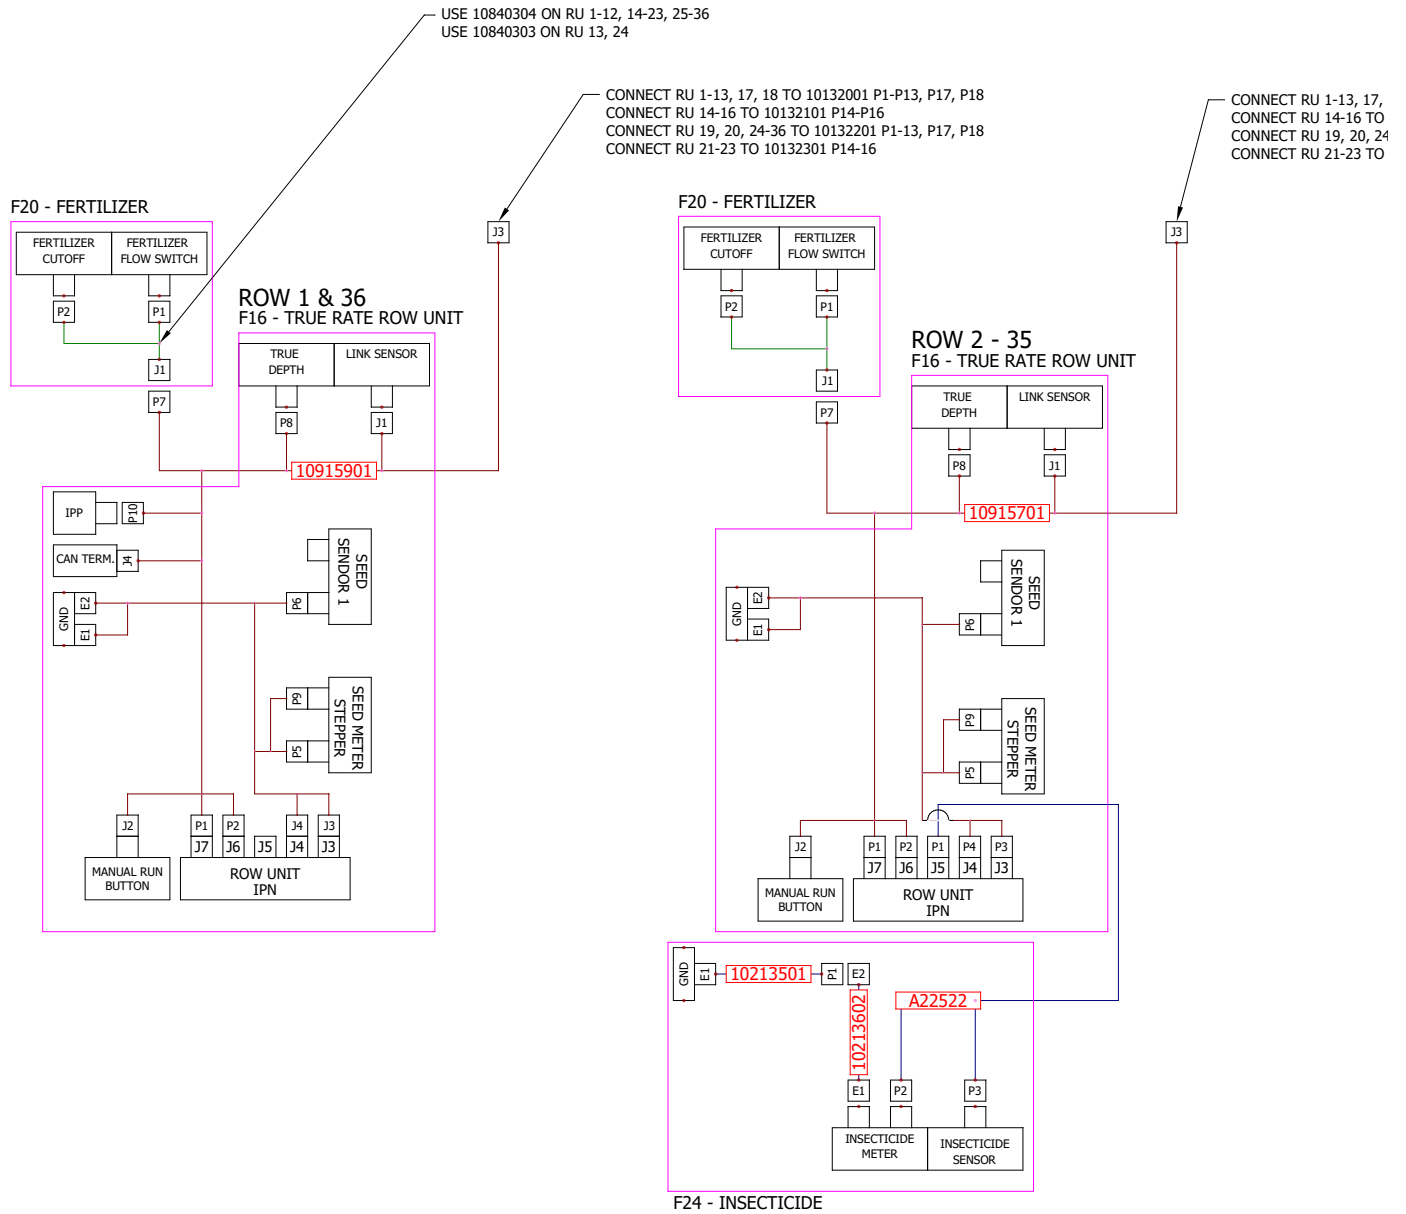 USE 10840304 ON RU 1-12, 14-23, 25-36
USE 10840303 ON RU 13, 24
CONNECT RU 1-13, 17, 18 TO 10132001 P1-P13, P17, P18
CONNECT RU 14-16 TO 10132101 P14-P16
CONNECT RU 19, 20, 24-36 TO 10132201 P1-13, P17, P18
CONNECT RU 21-23 TO 10132301 P14-16
CONNECT RU 1-13, 17,
CONNECT RU 14-16 TO
CONNECT RU 19, 20, 24
CONNECT RU 21-23 TO
F20 - FERTILIZER
FERTILIZER
CUTOFF
FERTILIZER
FLOW SWITCH
P2
P1
J1
P7
J3
ROW 1 & 36
F16 - TRUE RATE ROW UNIT
TRUE
DEPTH
LINK SENSOR
P8
J1
10915901
IPP
P10
CAN TERM.
J4
GND
E2
E1
P6
SEED
SENDOR 1
P9
P5
SEED METER
STEPPER
J2
P1
P2
J4
J3
J7
J6
J5
J4
J3
MANUAL RUN
BUTTON
ROW UNIT
IPN
F20 - FERTILIZER
FERTILIZER
CUTOFF
FERTILIZER
FLOW SWITCH
P2
P1
J1
P7
J3
ROW 2 - 35
F16 - TRUE RATE ROW UNIT
TRUE
DEPTH
LINK SENSOR
P8
J1
10915701
GND
E2
E1
P6
SEED
SENDOR 1
P9
P5
SEED METER
STEPPER
J2
P1
P2
P1
P4
P3
J7
J6
J5
J4
J3
MANUAL RUN
BUTTON
ROW UNIT
IPN
GND
E1
10213501
P1
E2
10213602
A22522
E1
P2
P3
INSECTICIDE
METER
INSECTICIDE
SENSOR
F24 - INSECTICIDE